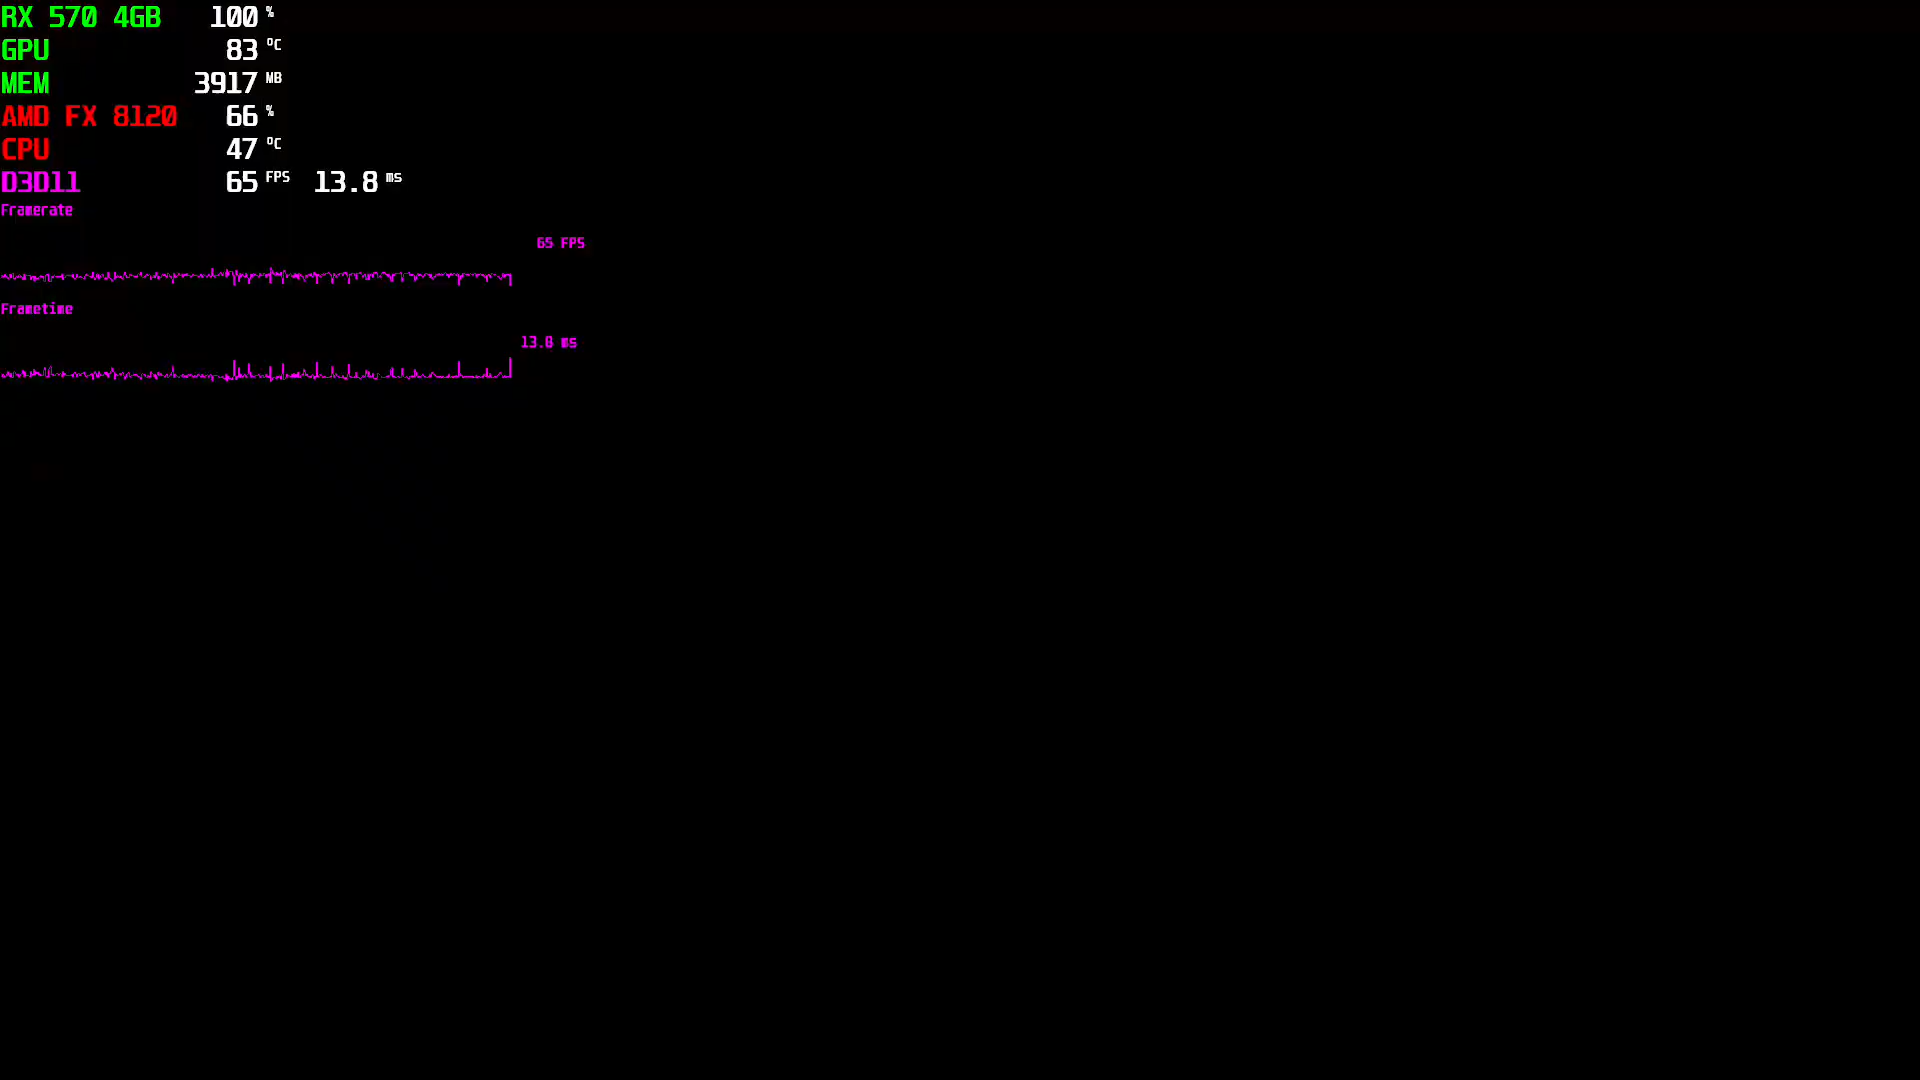 RX 570 4GB 100 %
GPU 83 °C
MEM 3917 MB
AMD FX 8120 66 %
CPU 47 °C
D3D11 65 FPS 13.8 ms
Framerate
65 FPS
Frametime
13.8 ms